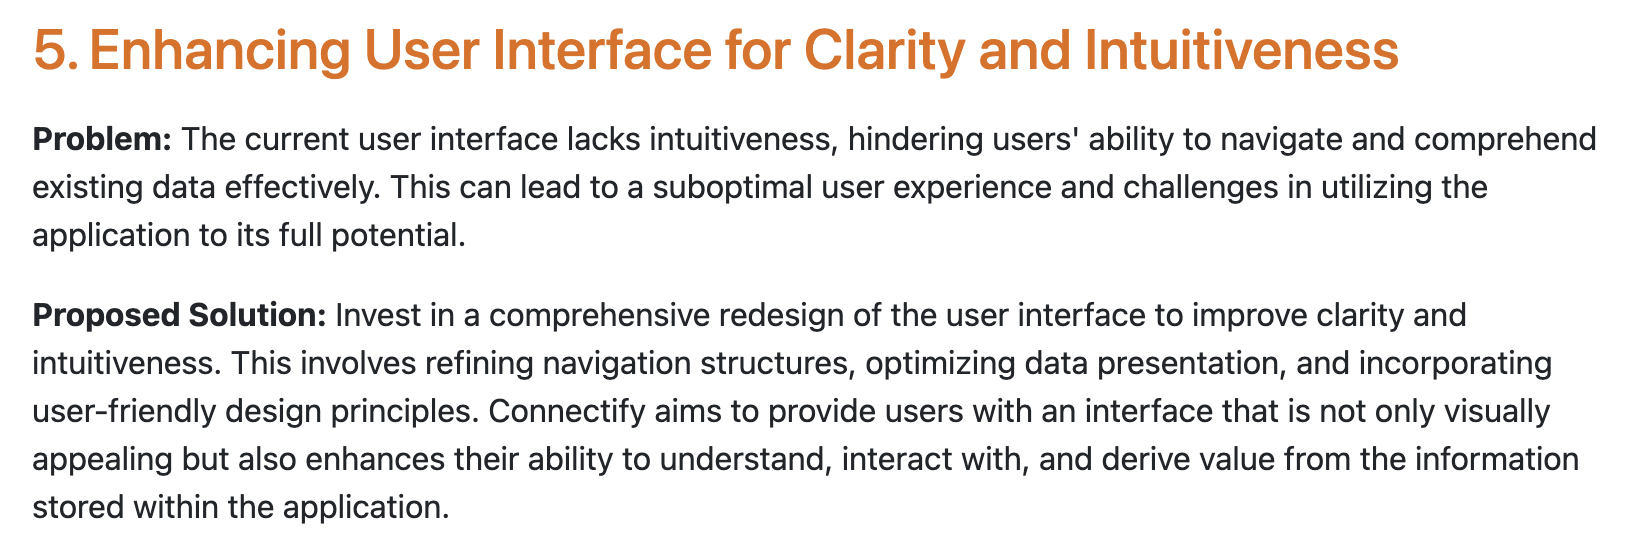 5. Enhancing User Interface for Clarity and Intuitiveness
Problem: The current user interface lacks intuitiveness, hindering users' ability to navigate and comprehend
existing data effectively. This can lead to a suboptimal user experience and challenges in utilizing the
application to its full potential.
Proposed Solution: Invest in a comprehensive redesign of the user interface to improve clarity and
intuitiveness. This involves refining navigation structures, optimizing data presentation, and incorporating
user-friendly design principles. Connectify aims to provide users with an interface that is not only visually
appealing but also enhances their ability to understand, interact with, and derive value from the information
stored within the application.